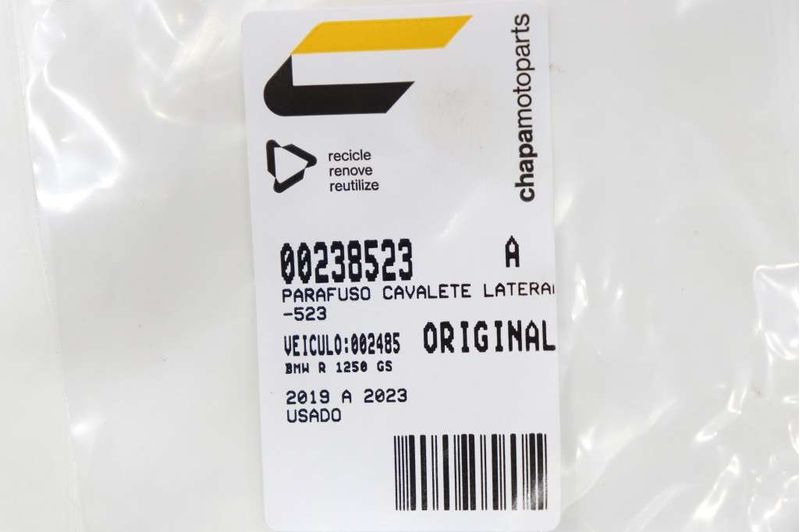 chapamotoparts
recicle
renove
reutilize
00238523 A
PARAFUSO CAVALETE LATERA
-523
VEICULO:002485 ORIGINAL
BMW R 1250 GS
2019 A 2023
USADO